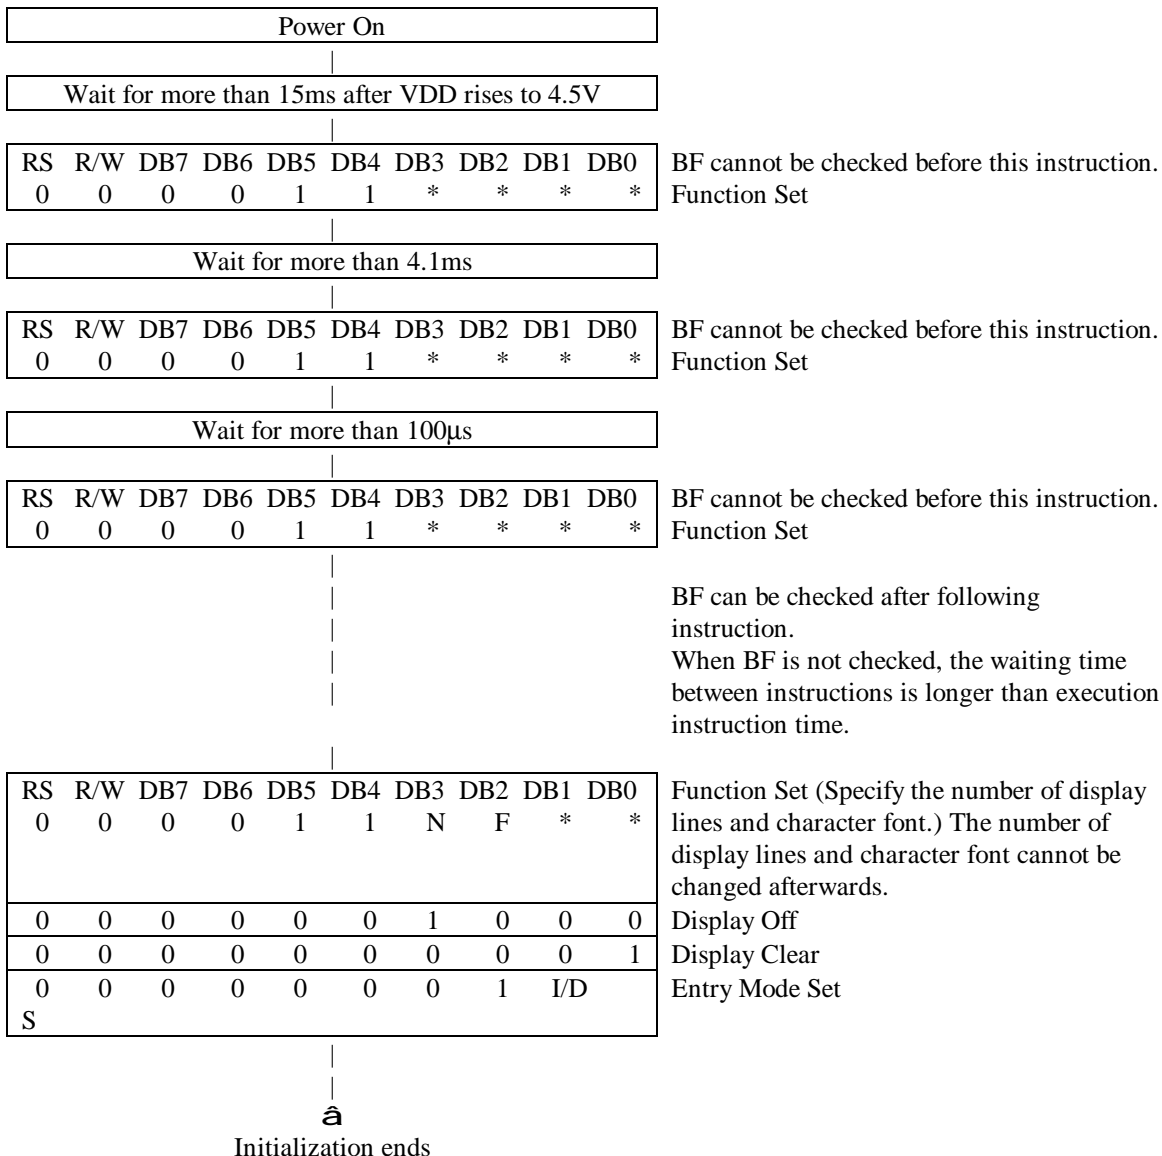 Power On
Wait for more than 15ms after VDD rises to 4.5V
RS R/W DB7 DB6 DB5 DB4 DB3 DB2 DB1 DB0 BF cannot be checked before this instruction.
0 0 0 0 1 1 * * * * Function Set
Wait for more than 4.1ms
RS R/W DB7 DB6 DB5 DB4 DB3 DB2 DB1 DB0 BF cannot be checked before this instruction.
0 0 0 0 1 1 * * * * Function Set
Wait for more than 100µs
RS R/W DB7 DB6 DB5 DB4 DB3 DB2 DB1 DB0 BF cannot be checked before this instruction.
0 0 0 0 1 1 * * * * Function Set
BF can be checked after following
instruction.
When BF is not checked, the waiting time
between instructions is longer than execution
instruction time.
RS R/W DB7 DB6 DB5 DB4 DB3 DB2 DB1 DB0 Function Set (Specify the number of display
0 0 0 0 1 1 N F * * lines and character font.) The number of
display lines and character font cannot be
changed afterwards.
0 0 0 0 0 0 1 0 0 0 Display Off
0 0 0 0 0 0 0 0 0 1 Display Clear
0 0 0 0 0 0 0 1 I/D Entry Mode Set
S
â
Initialization ends